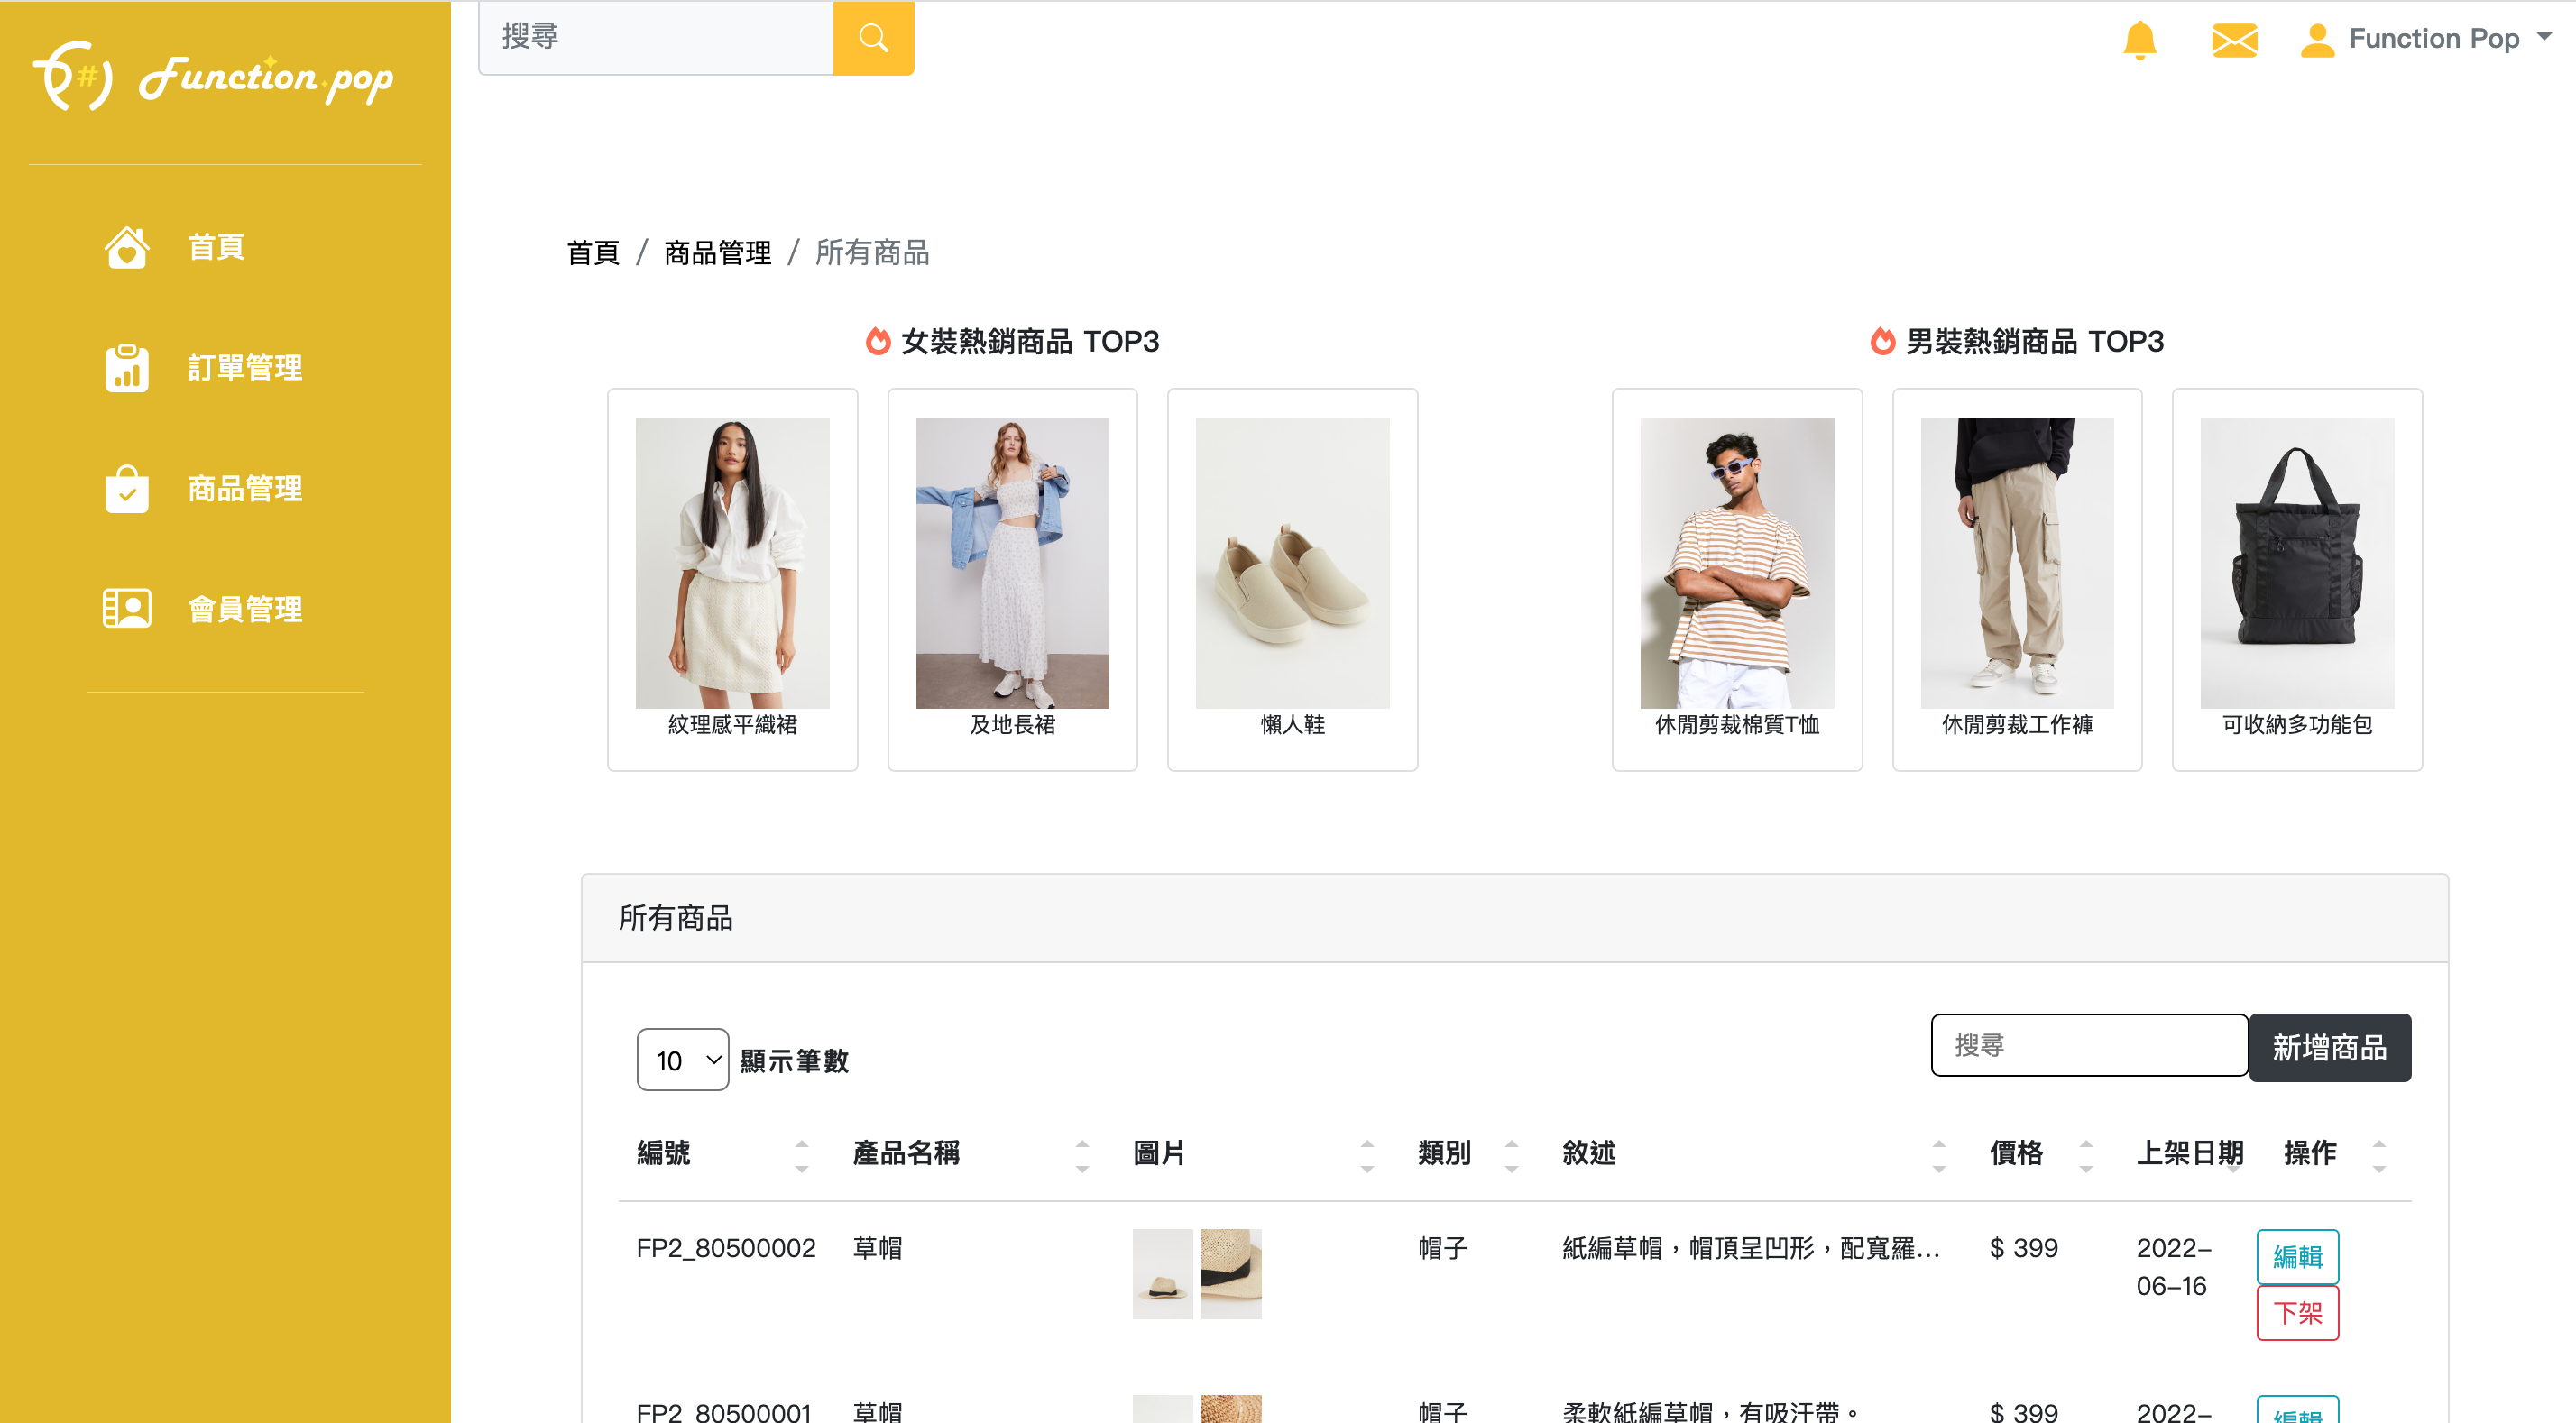 Function.pop
搜尋
Function Pop
首頁
訂單管理
商品管理
會員管理
首頁 / 商品管理 / 所有商品
女裝熱銷商品 TOP3
紋理感平織裙
及地長裙
懶人鞋
男裝熱銷商品 TOP3
休閒剪裁棉質T恤
休閒剪裁工作褲
可收納多功能包
所有商品
10 顯示筆數
搜尋
新增商品
編號 產品名稱 圖片 類別 敘述 價格 上架日期 操作
FP2_80500002 草帽 帽子 紙編草帽，帽頂呈凹形，配寬羅... $ 399 2022-
06-16
編輯
下架
FP2_80500001 草帽 帽子 柔軟紙編草帽，有吸汗帶。 $ 399 2022-
編輯